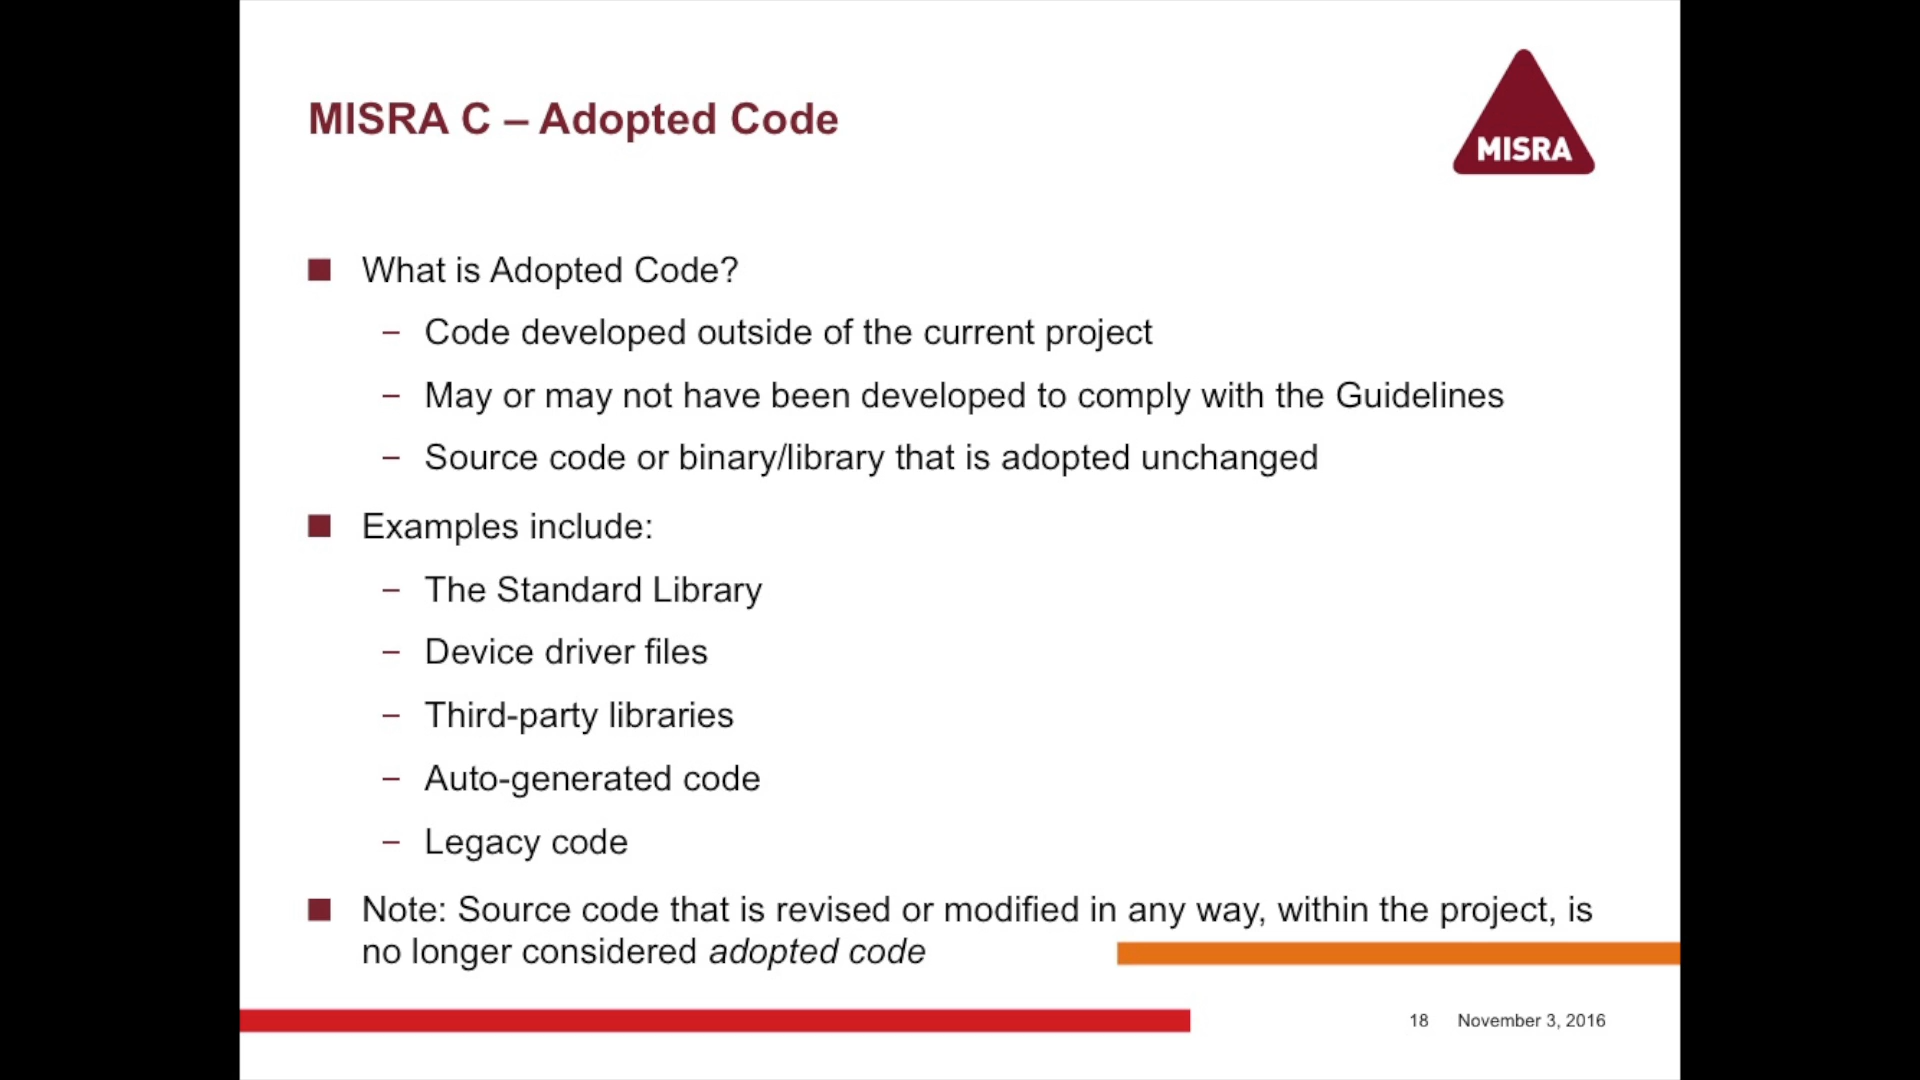 MISRA C – Adopted Code
MISRA
What is Adopted Code?
– Code developed outside of the current project
– May or may not have been developed to comply with the Guidelines
– Source code or binary/library that is adopted unchanged
Examples include:
– The Standard Library
– Device driver files
– Third-party libraries
– Auto-generated code
– Legacy code
Note: Source code that is revised or modified in any way, within the project, is
no longer considered adopted code
18 November 3, 2016